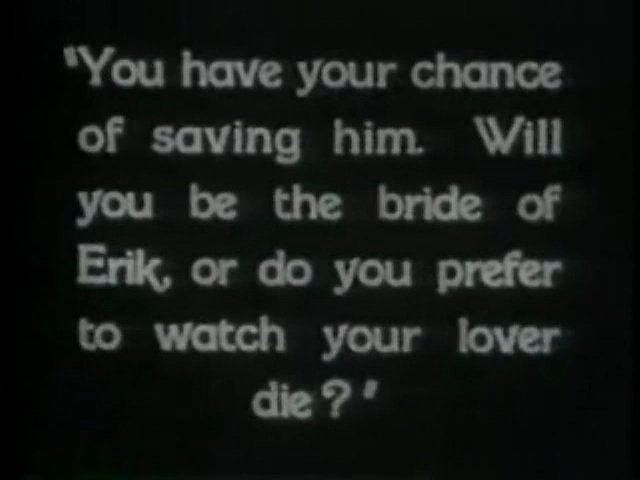 "You have your chance
of saving him. Will
you be the bride of
Erik, or do you prefer
to watch your lover
die?"